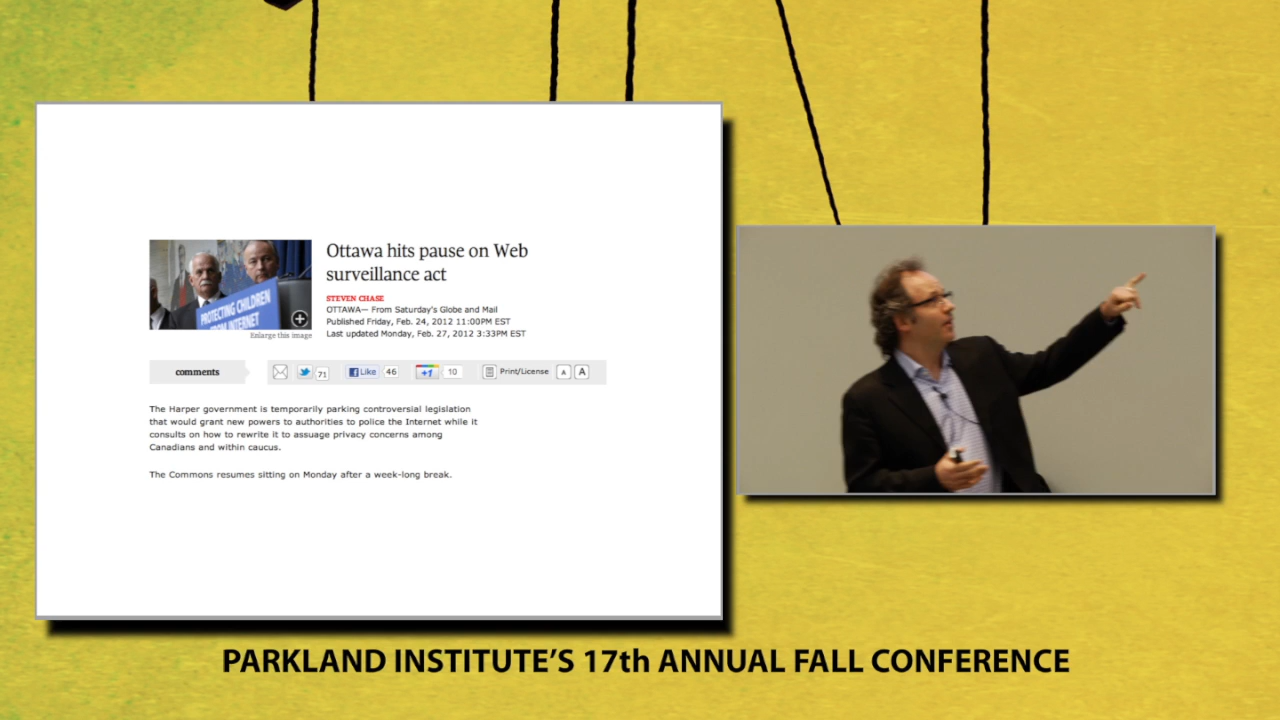 PROTECTING CHILDREN
FROM INTERNET
Enlarge this image
Ottawa hits pause on Web
surveillance act
STEVEN CHASE
OTTAWA— From Saturday's Globe and Mail
Published Friday, Feb. 24, 2012 11:00PM EST
Last updated Monday, Feb. 27, 2012 3:33PM EST
comments
71
Like 46
+1 10
Print/License A A
The Harper government is temporarily parking controversial legislation
that would grant new powers to authorities to police the Internet while it
consults on how to rewrite it to assuage privacy concerns among
Canadians and within caucus.
The Commons resumes sitting on Monday after a week-long break.
PARKLAND INSTITUTE'S 17th ANNUAL FALL CONFERENCE